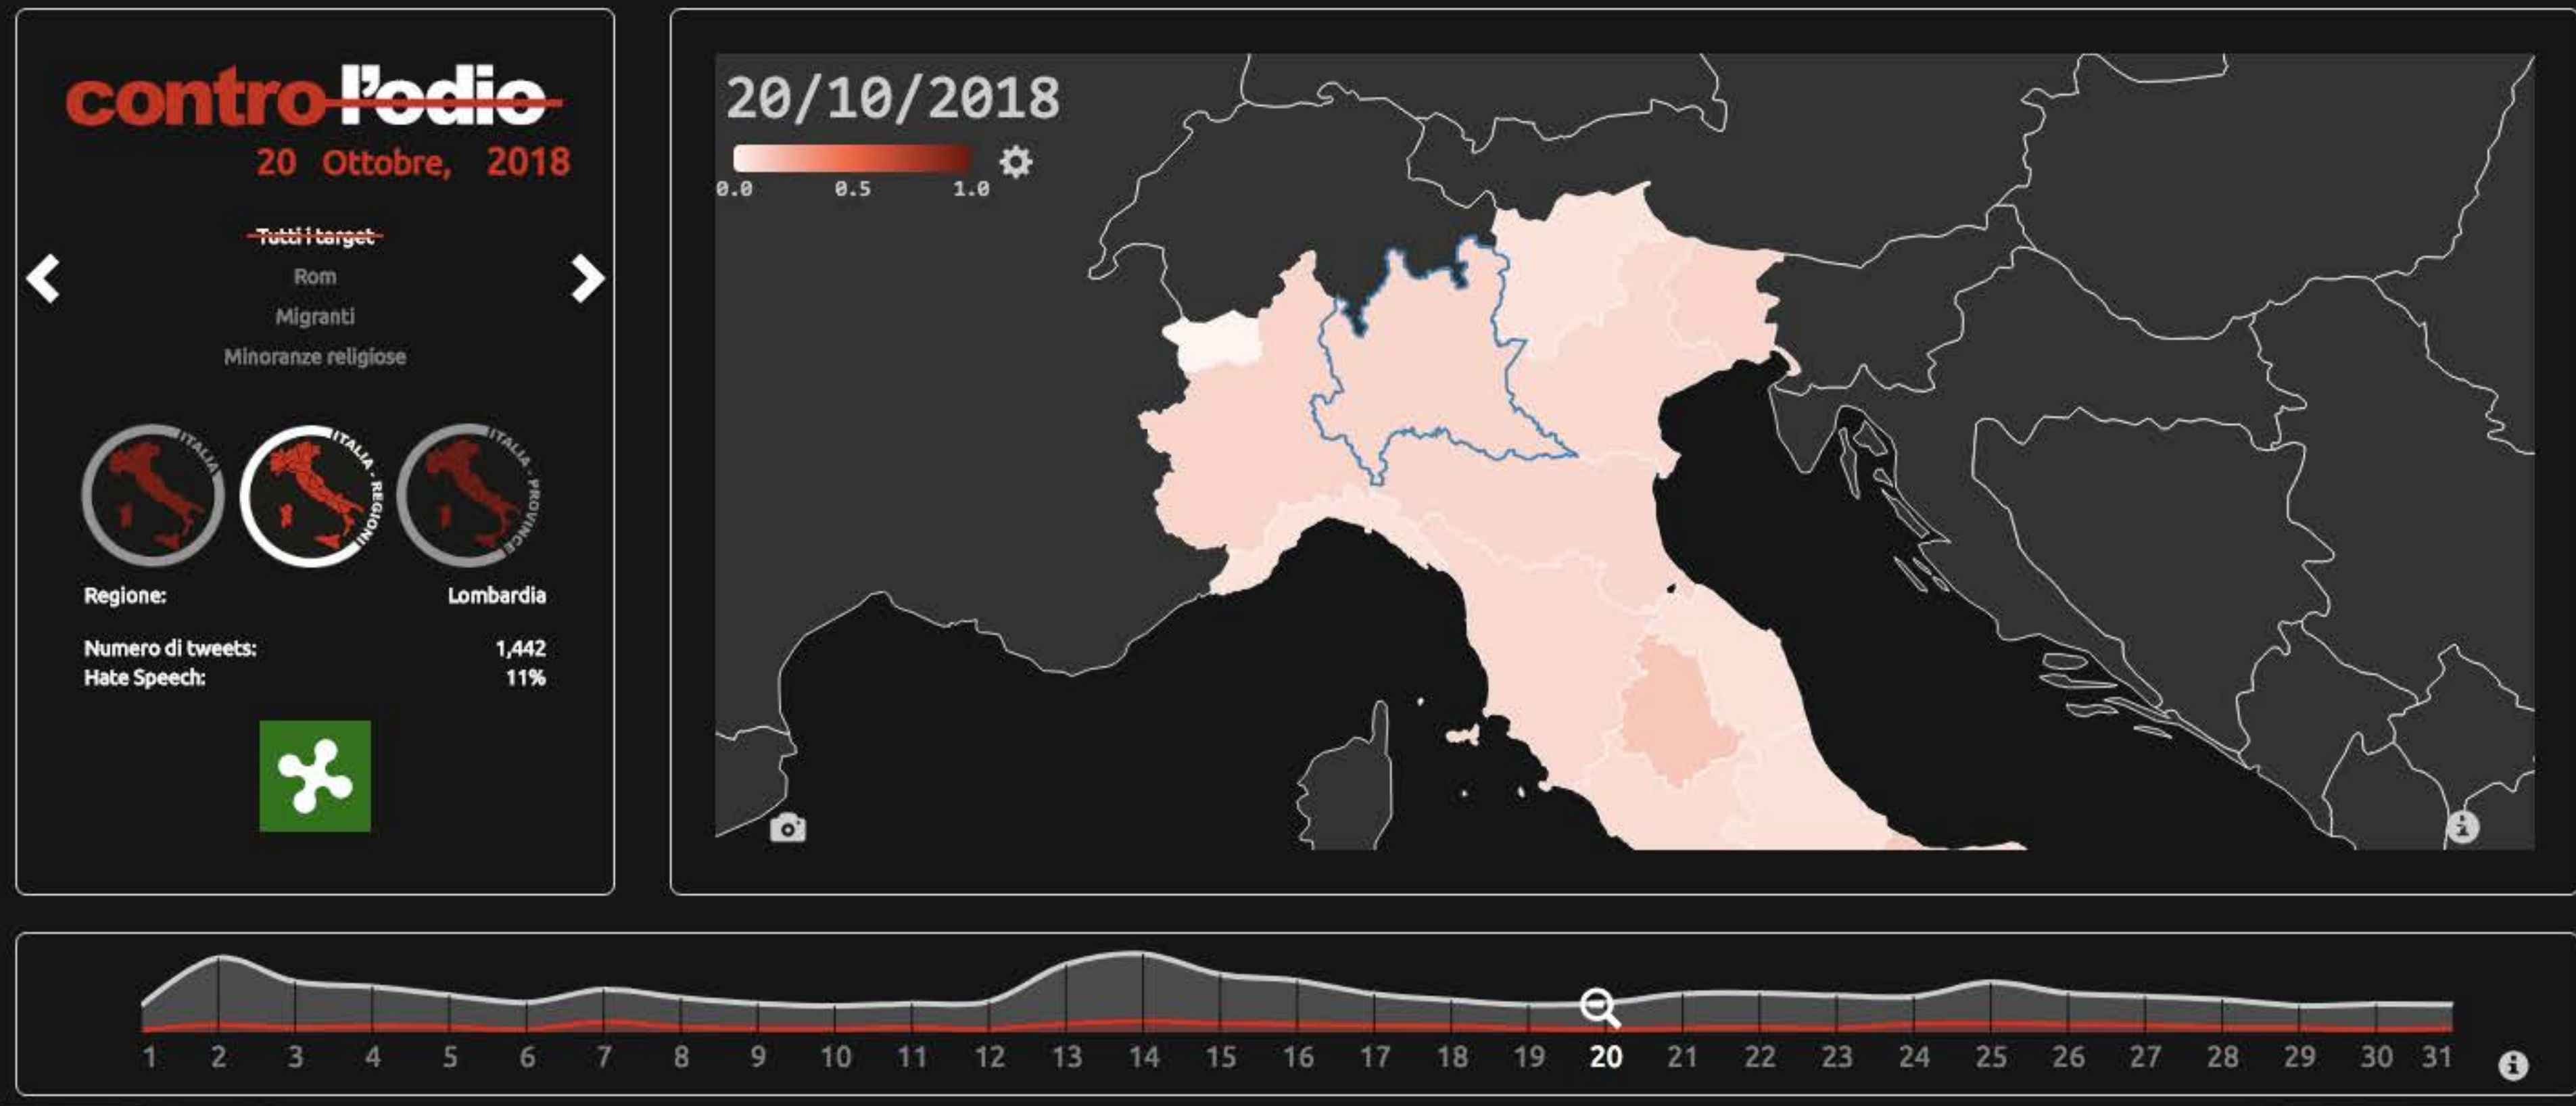 contro l'odio
20 Ottobre, 2018
Tutti i target
Rom
Migranti
Minoranze religiose
ITALIA
ITALIA - REGIONI
ITALIA - PROVINCE
Regione: Lombardia
Numero di tweets: 1,442
Hate Speech: 11%
20/10/2018
0.0 0.5 1.0
1 2 3 4 5 6 7 8 9 10 11 12 13 14 15 16 17 18 19 20 21 22 23 24 25 26 27 28 29 30 31